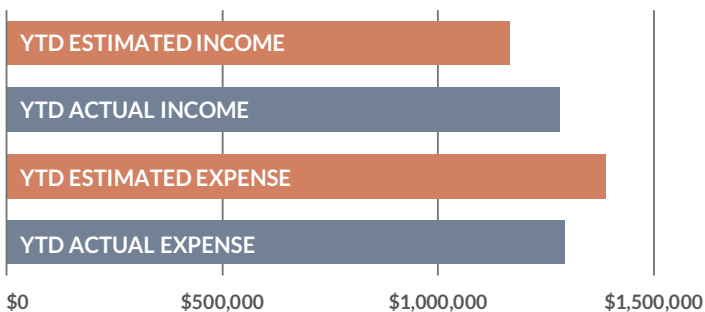 YTD ESTIMATED INCOME
YTD ACTUAL INCOME
YTD ESTIMATED EXPENSE
YTD ACTUAL EXPENSE
$0 $500,000 $1,000,000 $1,500,000